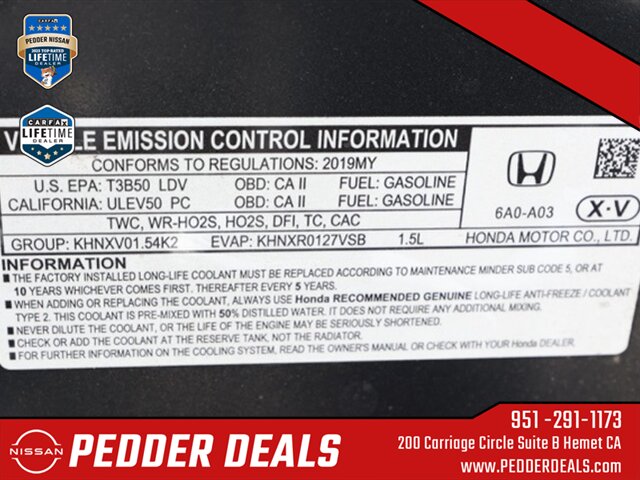 CARFAX
PEDDER NISSAN
2023 TOP-RATED
LIFETIME
DEALER
CARFAX
LIFETIME
DEALER
LE EMISSION CONTROL INFORMATION
CONFORMS TO REGULATIONS: 2019MY
U.S. EPA: T3B50 LDV OBD: CA II FUEL: GASOLINE
CALIFORNIA: ULEV50 PC OBD: CA II FUEL: GASOLINE
TWC, WR-HO2S, HO2S, DFI, TC, CAC
GROUP: KHNXV01.54K2 EVAP: KHNXR0127VSB 1.5L
6A0-A03 X-V
HONDA MOTOR CO., LTD.
INFORMATION
■ THE FACTORY INSTALLED LONG-LIFE COOLANT MUST BE CHANGED ACCORDING TO MAINTENANCE MINDER SUB CODE 5, OR AT
10 YEARS WHICHEVER COMES FIRST. THEREAFTER EVERY 5 YEARS.
■ WHEN ADDING OR REPLACING THE COOLANT, ALWAYS USE Honda RECOMMENDED GENUINE LONG-LIFE ANTI-FREEZE / COOLANT
TYPE 2. THIS COOLANT IS PRE-MIXED WITH 50% DISTILLED WATER. IT DOES NOT REQUIRE ANY ADDITIONAL MIXING.
■ NEVER DILUTE THE COOLANT, OR THE LIFE OF THE ENGINE MAY BE SERIOUSLY SHORTENED.
■ ADD COOLANT AT THE RESERVE TANK, NOT THE RADIATOR.
■ FOR FURTHER INFORMATION ON THE COOLING SYSTEM, READ THE OWNER'S MANUAL OR CHECK WITH YOUR Honda DEALER.
NISSAN
PEDDER DEALS
951 -291-1173
200 Carriage Circle Suite B Hemet CA
www.PEDDERDEALS.com